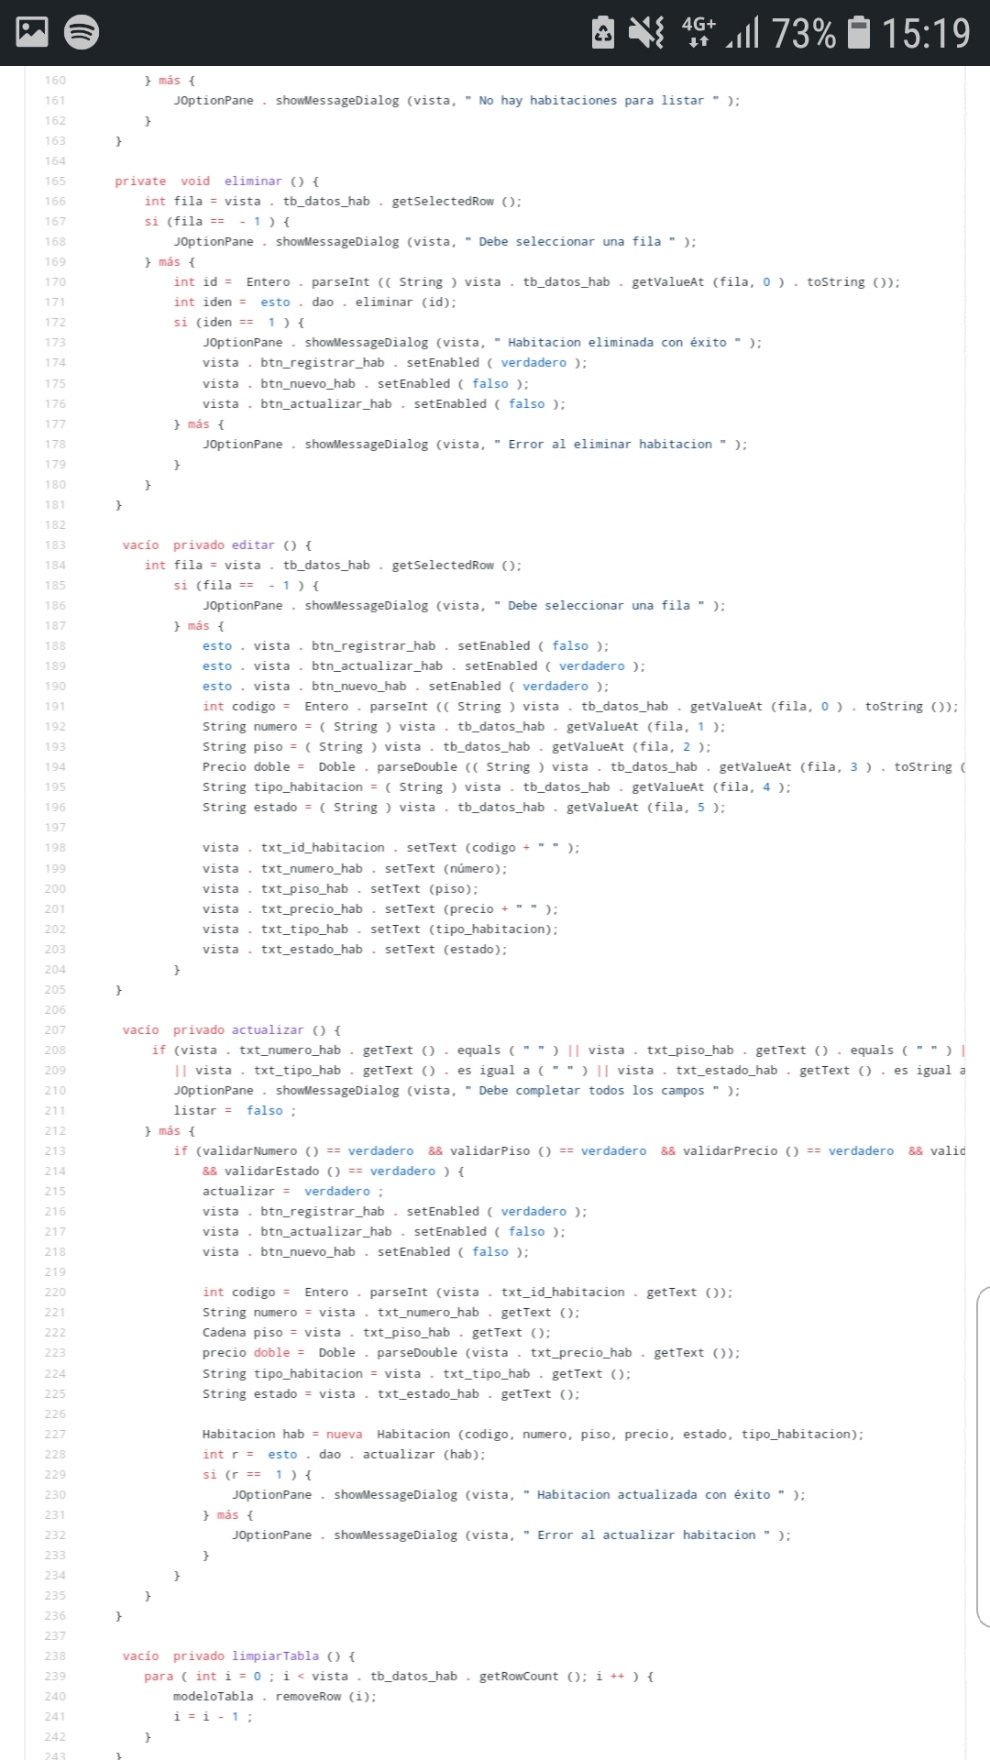 4G+ 73% 15:19
160 } más {
161 JOptionPane . showMessageDialog (vista, " No hay habitaciones para listar " );
162 }
163 }
164
165 private void eliminar () {
166 int fila = vista . tb_datos_hab . getSelectedRow ();
167 si (fila == - 1 ) {
168 JOptionPane . showMessageDialog (vista, " Debe seleccionar una fila " );
169 } más {
170 int id = Entero . parseInt (( String ) vista . tb_datos_hab . getValueAt (fila, 0 ) . toString ());
171 int iden = esto . dao . eliminar (id);
172 si (iden == 1 ) {
173 JOptionPane . showMessageDialog (vista, " Habitacion eliminada con éxito " );
174 vista . btn_registrar_hab . setEnabled ( verdadero );
175 vista . btn_nuevo_hab . setEnabled ( falso );
176 vista . btn_actualizar_hab . setEnabled ( falso );
177 } más {
178 JOptionPane . showMessageDialog (vista, " Error al eliminar habitacion " );
179 }
180 }
181 }
182
183 vacío privado editar () {
184 int fila = vista . tb_datos_hab . getSelectedRow ();
185 si (fila == - 1 ) {
186 JOptionPane . showMessageDialog (vista, " Debe seleccionar una fila " );
187 } más {
188 esto . vista . btn_registrar_hab . setEnabled ( falso );
189 esto . vista . btn_actualizar_hab . setEnabled ( verdadero );
190 esto . vista . btn_nuevo_hab . setEnabled ( verdadero );
191 int codigo = Entero . parseInt (( String ) vista . tb_datos_hab . getValueAt (fila, 0 ) . toString ());
192 String numero = ( String ) vista . tb_datos_hab . getValueAt (fila, 1 );
193 String piso = ( String ) vista . tb_datos_hab . getValueAt (fila, 2 );
194 Precio doble = Doble . parseDouble (( String ) vista . tb_datos_hab . getValueAt (fila, 3 ) . toString (
195 String tipo_habitacion = ( String ) vista . tb_datos_hab . getValueAt (fila, 4 );
196 String estado = ( String ) vista . tb_datos_hab . getValueAt (fila, 5 );
197
198 vista . txt_id_habitacion . setText (codigo + " " );
199 vista . txt_numero_hab . setText (número);
200 vista . txt_piso_hab . setText (piso);
201 vista . txt_precio_hab . setText (precio + " " );
202 vista . txt_tipo_hab . setText (tipo_habitacion);
203 vista . txt_estado_hab . setText (estado);
204 }
205 }
206
207 vacío privado actualizar () {
208 if (vista . txt_numero_hab . getText () . equals ( " " ) || vista . txt_piso_hab . getText () . equals ( " " ) |
209 || vista . txt_tipo_hab . getText () . es igual a ( " " ) || vista . txt_estado_hab . getText () . es igual a
210 JOptionPane . showMessageDialog (vista, " Debe completar todos los campos " );
211 listar = falso ;
212 } más {
213 if (validarNumero () == verdadero && validarPiso () == verdadero && validarPrecio () == verdadero && valid
214 && validarEstado () == verdadero ) {
215 actualizar = verdadero ;
216 vista . btn_registrar_hab . setEnabled ( verdadero );
217 vista . btn_actualizar_hab . setEnabled ( falso );
218 vista . btn_nuevo_hab . setEnabled ( falso );
219
220 int codigo = Entero . parseInt (vista . txt_id_habitacion . getText ());
221 String numero = vista . txt_numero_hab . getText ();
222 Cadena piso = vista . txt_piso_hab . getText ();
223 precio doble = Doble . parseDouble (vista . txt_precio_hab . getText ());
224 String tipo_habitacion = vista . txt_tipo_hab . getText ();
225 String estado = vista . txt_estado_hab . getText ();
226
227 Habitacion hab = nueva Habitacion (codigo, numero, piso, precio, estado, tipo_habitacion);
228 int r = esto . dao . actualizar (hab);
229 si (r == 1 ) {
230 JOptionPane . showMessageDialog (vista, " Habitacion actualizada con éxito " );
231 } más {
232 JOptionPane . showMessageDialog (vista, " Error al actualizar habitacion " );
233 }
234 }
235 }
236 }
237
238 vacío privado limpiarTabla () {
239 para ( int i = 0 ; i < vista . tb_datos_hab . getRowCount (); i ++ ) {
240 modeloTabla . removeRow (i);
241 i = i - 1 ;
242 }
243 }